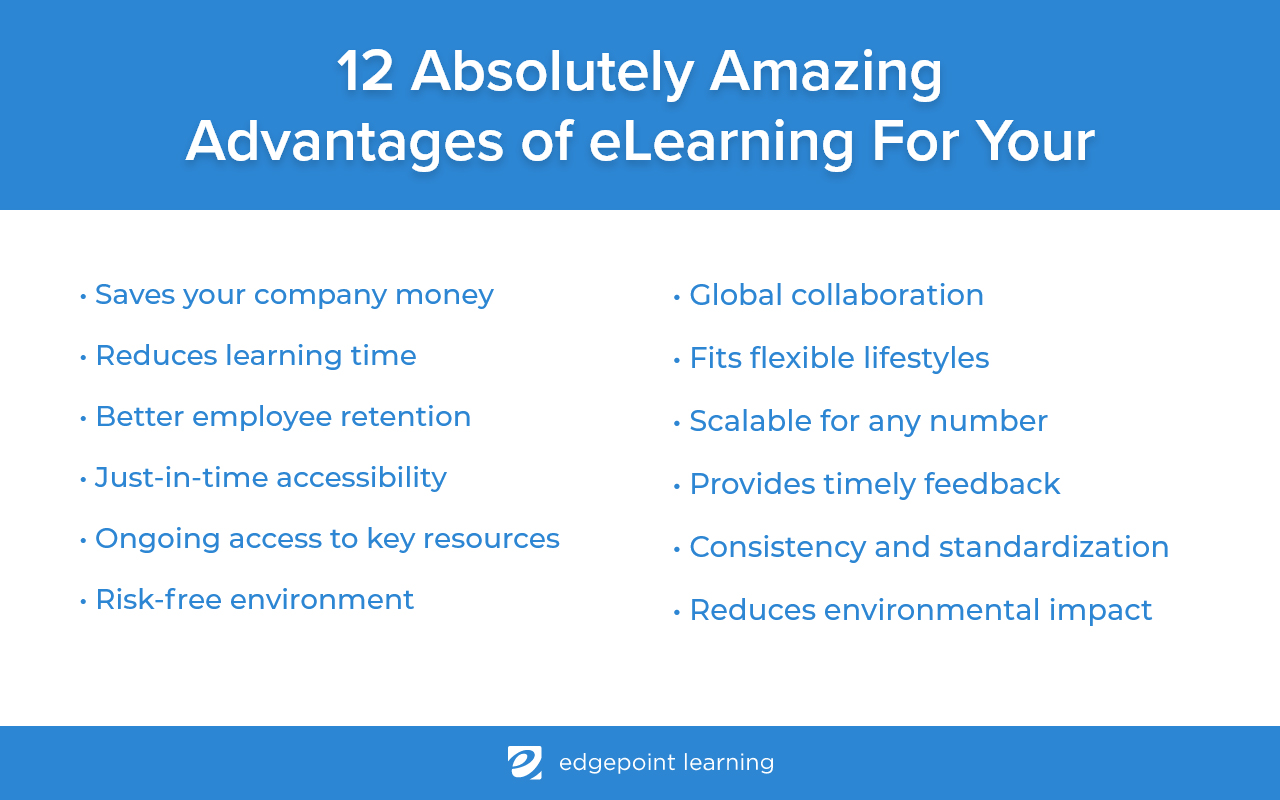 12 Absolutely Amazing
Advantages of eLearning For Your
• Saves your company money
• Reduces learning time
• Better employee retention
• Just-in-time accessibility
• Ongoing access to key resources
• Risk-free environment
• Global collaboration
• Fits flexible lifestyles
• Scalable for any number
• Provides timely feedback
• Consistency and standardization
• Reduces environmental impact
edgepoint learning